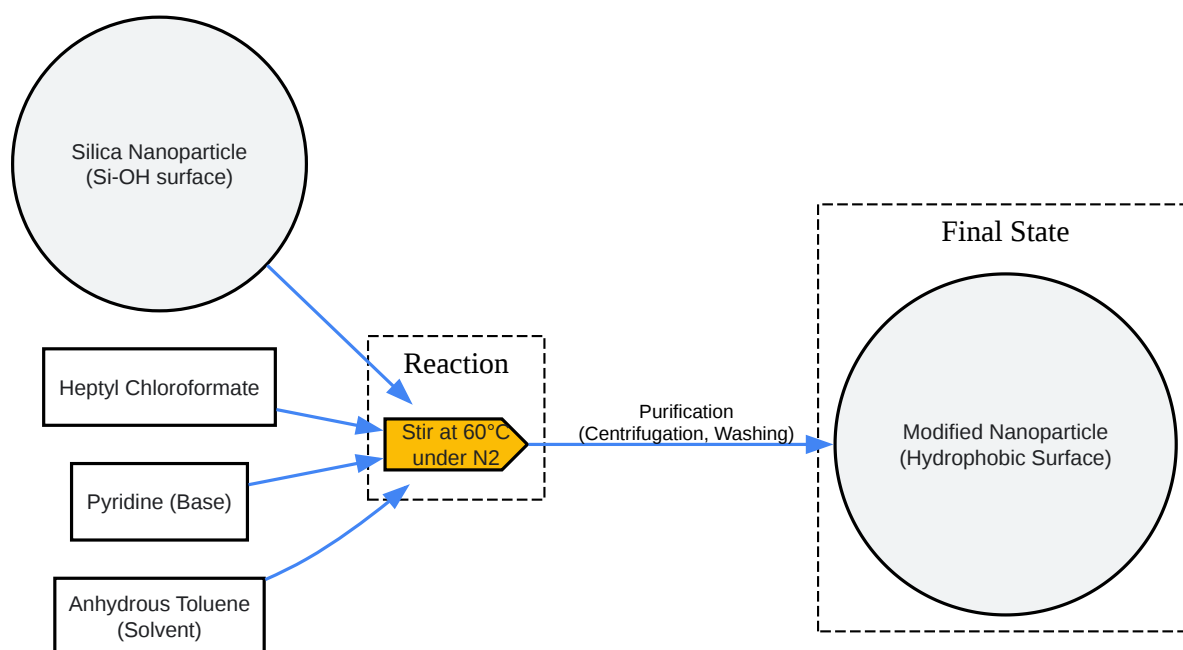 Silica Nanoparticle
(Si-OH surface)
Heptyl Chloroformate
Pyridine (Base)
Anhydrous Toluene
(Solvent)
Reaction
Stir at 60°C
under N2
Purification
(Centrifugation, Washing)
Final State
Modified Nanoparticle
(Hydrophobic Surface)